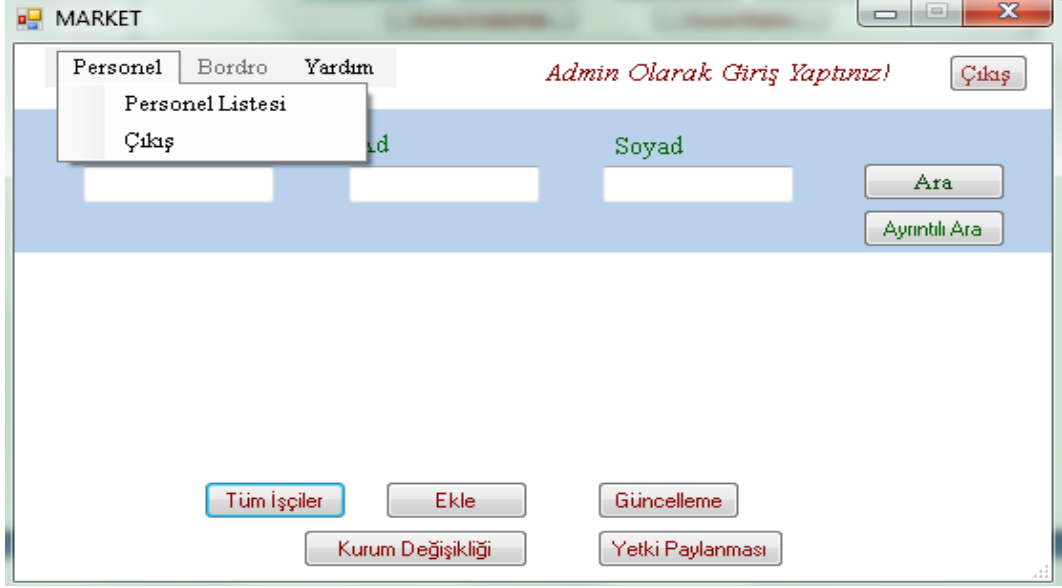 MARKET
Personel Bordro Yardım Admin Olarak Giriş Yaptınız! Çıkış
Personel Listesi
Çıkış
Soyad
Ara
Ayrıntılı Ara
Tüm İşçiler Ekle Güncelleme
Kurum Değişikliği Yetki Paylanması